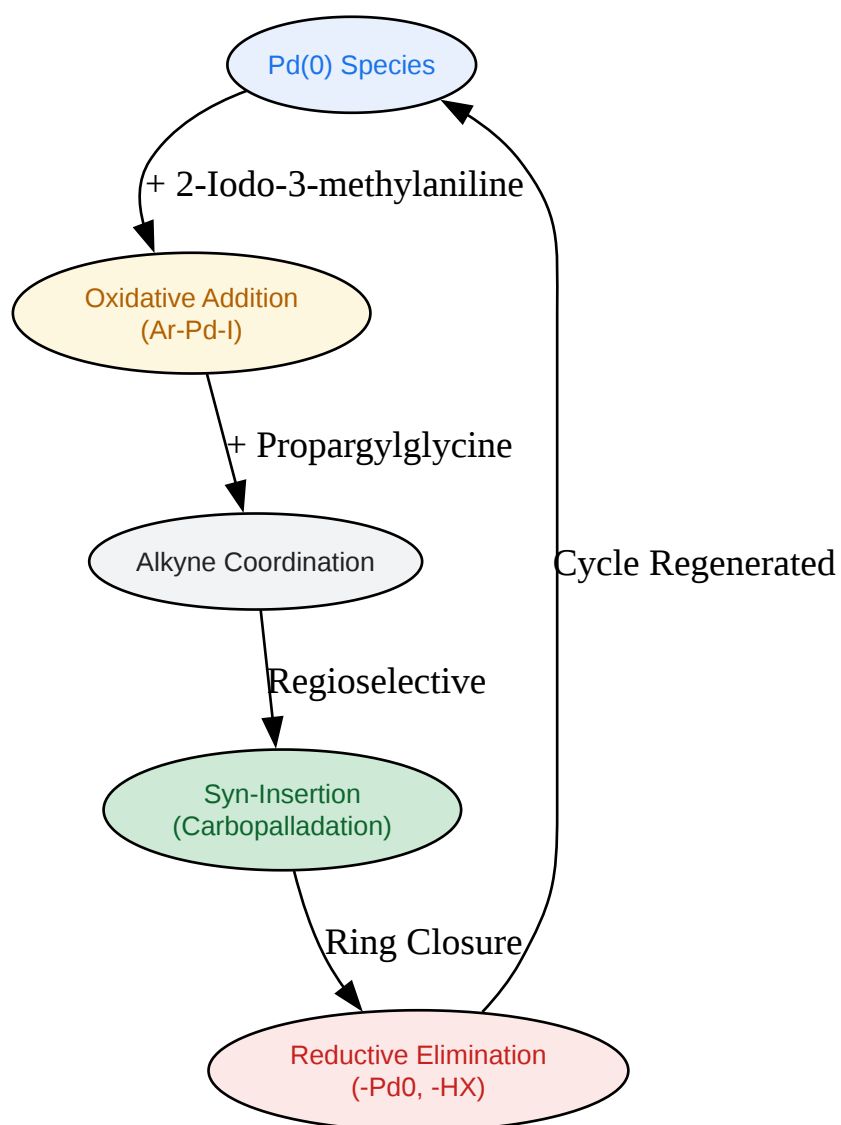 Pd(0) Species
+ 2-Iodo-3-methylaniline
Oxidative Addition
(Ar-Pd-I)
+ Propargylglycine
Alkyne Coordination
Cycle Regenerated
Regioselective
Syn-Insertion
(Carbopalladation)
Ring Closure
Reductive Elimination
(-Pd0, -HX)